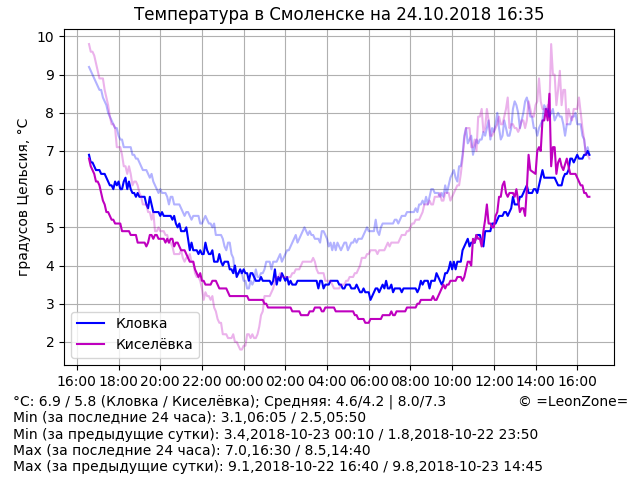 Температура в Смоленске на 24.10.2018 16:35
градусов Цельсия, °C
10
9
8
7
6
5
4
3
2
Кловка
Киселёвка
16:00 18:00 20:00 22:00 00:00 02:00 04:00 06:00 08:00 10:00 12:00 14:00 16:00
°C: 6.9 / 5.8 (Кловка / Киселёвка); Средняя: 4.6/4.2 | 8.0/7.3 © =LeonZone=
Min (за последние 24 часа): 3.1,06:05 / 2.5,05:50
Min (за предыдущие сутки): 3.4,2018-10-23 00:10 / 1.8,2018-10-22 23:50
Max (за последние 24 часа): 7.0,16:30 / 8.5,14:40
Max (за предыдущие сутки): 9.1,2018-10-22 16:40 / 9.8,2018-10-23 14:45